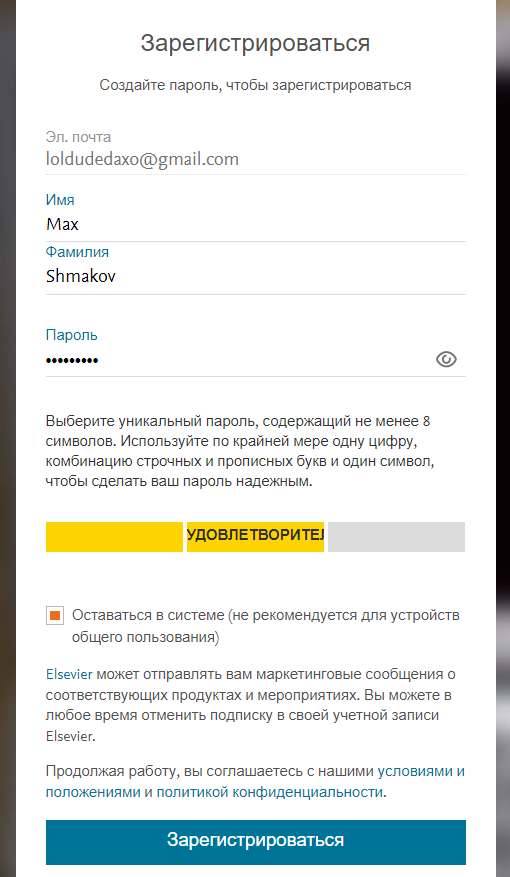 Зарегистрироваться
Создайте пароль, чтобы зарегистрироваться
Эл. почта
loldudedaxo@gmail.com
Имя
Max
Фамилия
Shmakov
Пароль
•••••••••
Выберите уникальный пароль, содержащий не менее 8
символов. Используйте по крайней мере одну цифру,
комбинацию строчных и прописных букв и один символ,
чтобы сделать ваш пароль надежным.
УДОВЛЕТВОРИТЕЛ
Оставаться в системе (не рекомендуется для устройств
общего пользования)
Elsevier может отправлять вам маркетинговые сообщения о
соответствующих продуктах и мероприятиях. Вы можете в
любое время отменить подписку в своей учетной записи
Elsevier.
Продолжая работу, вы соглашаетесь с нашими условиями и
положениями и политикой конфиденциальности.
Зарегистрироваться